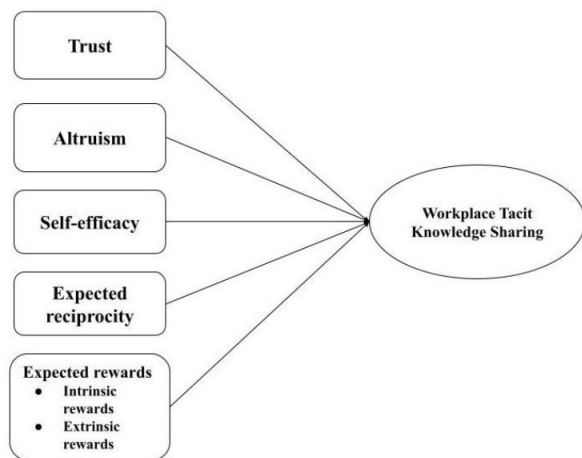 Trust
Altruism
Self-efficacy
Expected
reciprocity
Expected rewards
● Intrinsic
rewards
● Extrinsic
rewards
Workplace Tacit
Knowledge Sharing